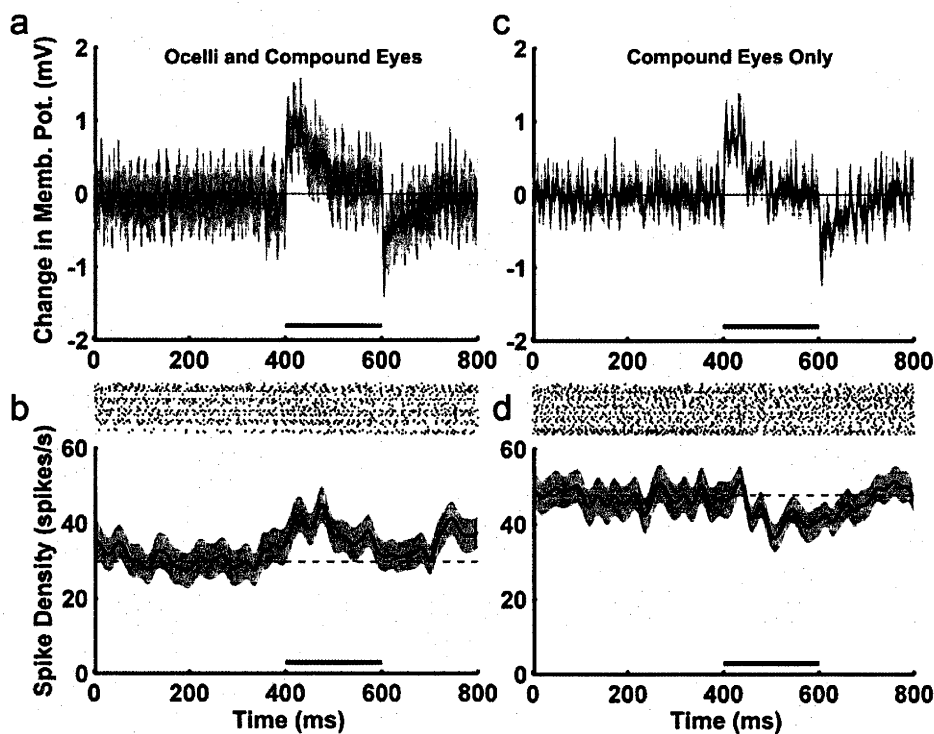 a
Ocelli and Compound Eyes
Change in Memb. Pot. (mV)
2
1
0
-1
-2
0 200 400 600 800
c
Compound Eyes Only
2
1
0
-1
-2
0 200 400 600 800
b
Spike Density (spikes/s)
60
40
20
0
0 200 400 600 800
Time (ms)
d
60
40
20
0
0 200 400 600 800
Time (ms)